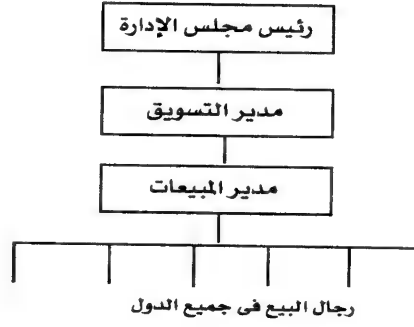 رئيس مجلس الإدارة
مدير التسويق
مدير المبيعات
رجال البيع فى جميع الدول